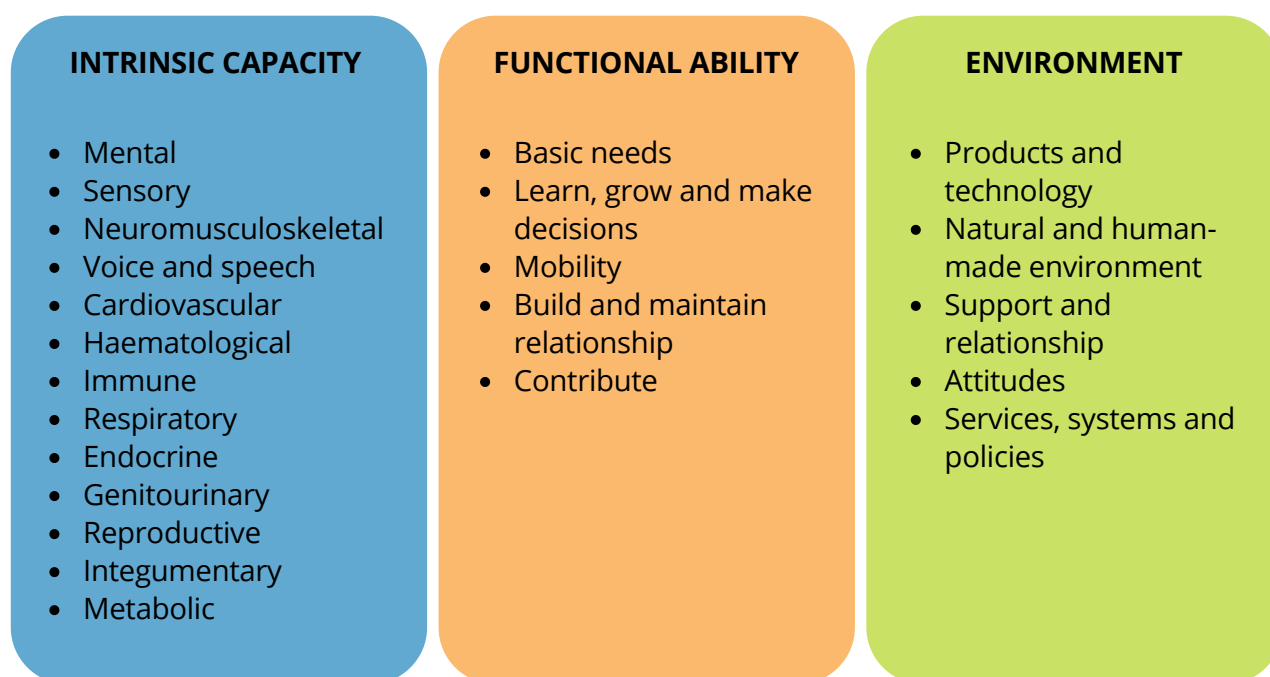 INTRINSIC CAPACITY
• Mental
• Sensory
• Neuromusculoskeletal
• Voice and speech
• Cardiovascular
• Haematological
• Immune
• Respiratory
• Endocrine
• Genitourinary
• Reproductive
• Integumentary
• Metabolic
FUNCTIONAL ABILITY
• Basic needs
• Learn, grow and make
decisions
• Mobility
• Build and maintain
relationship
• Contribute
ENVIRONMENT
• Products and
technology
• Natural and human-
made environment
• Support and
relationship
• Attitudes
• Services, systems and
policies